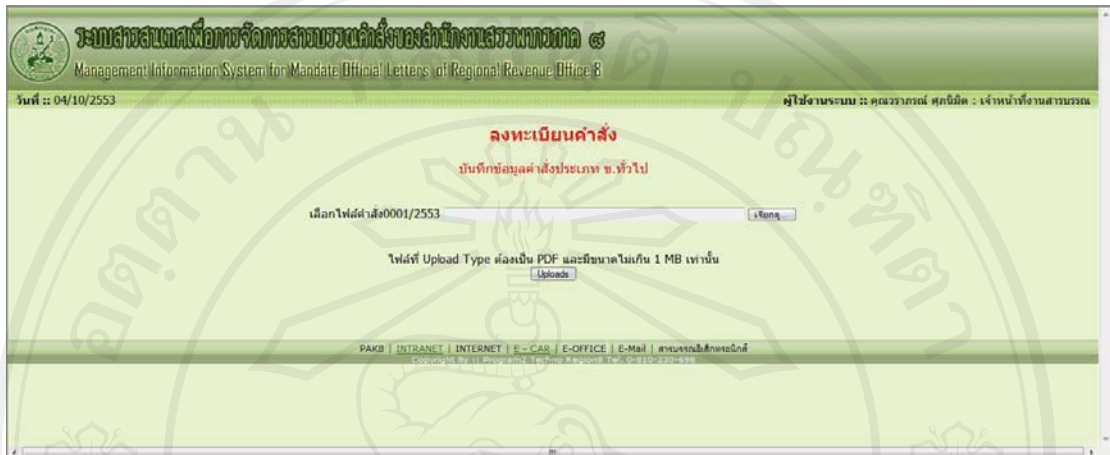 ระบบสารสนเทศเพื่อการจัดการสารบรรณคำสั่งของสำนักงานสรรพากรภาค ๘
Management Information System for Mandate Official Letters of Regional Revenue Office 8
วันที่ :: 04/10/2553
ผู้ใช้งานระบบ :: คุณวราภรณ์ ศุภนิมิต : เจ้าหน้าที่งานสารบรรณ
ลงทะเบียนคำสั่ง
บันทึกข้อมูลคำสั่งประเภท ข.ทั่วไป
เลือกไฟล์คำสั่ง0001/2553
เรียกดู...
ไฟล์ที่ Upload Type ต้องเป็น PDF และมีขนาดไม่เกิน 1 MB เท่านั้น
Uploads
PAK8 | INTRANET | INTERNET | E - CAR | E-OFFICE | E-Mail | สารบรรณอิเล็กทรอนิกส์
Copyright By :: Program2 Techno Region8 Tel. 0-810-230-698